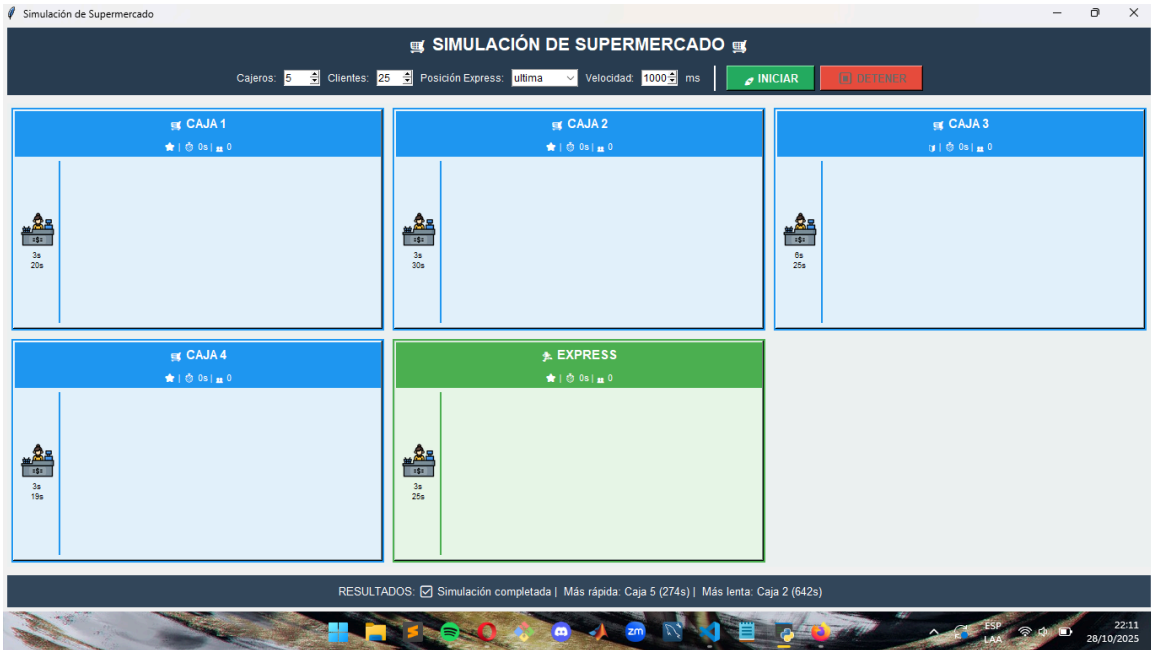 Simulación de Supermercado
SIMULACIÓN DE SUPERMERCADO
Cajeros: 5 Clientes: 25 Posición Express: ultima Velocidad: 1000 ms INICIAR DETENER
CAJA 1
| 0s | 0
3s
20s
CAJA 2
| 0s | 0
3s
30s
CAJA 3
| 0s | 0
6s
25s
CAJA 4
| 0s | 0
3s
19s
EXPRESS
| 0s | 0
3s
25s
RESULTADOS: Simulación completada | Más rápida: Caja 5 (274s) | Más lenta: Caja 2 (642s)
zm
ESP
LAA
22:11
28/10/2025